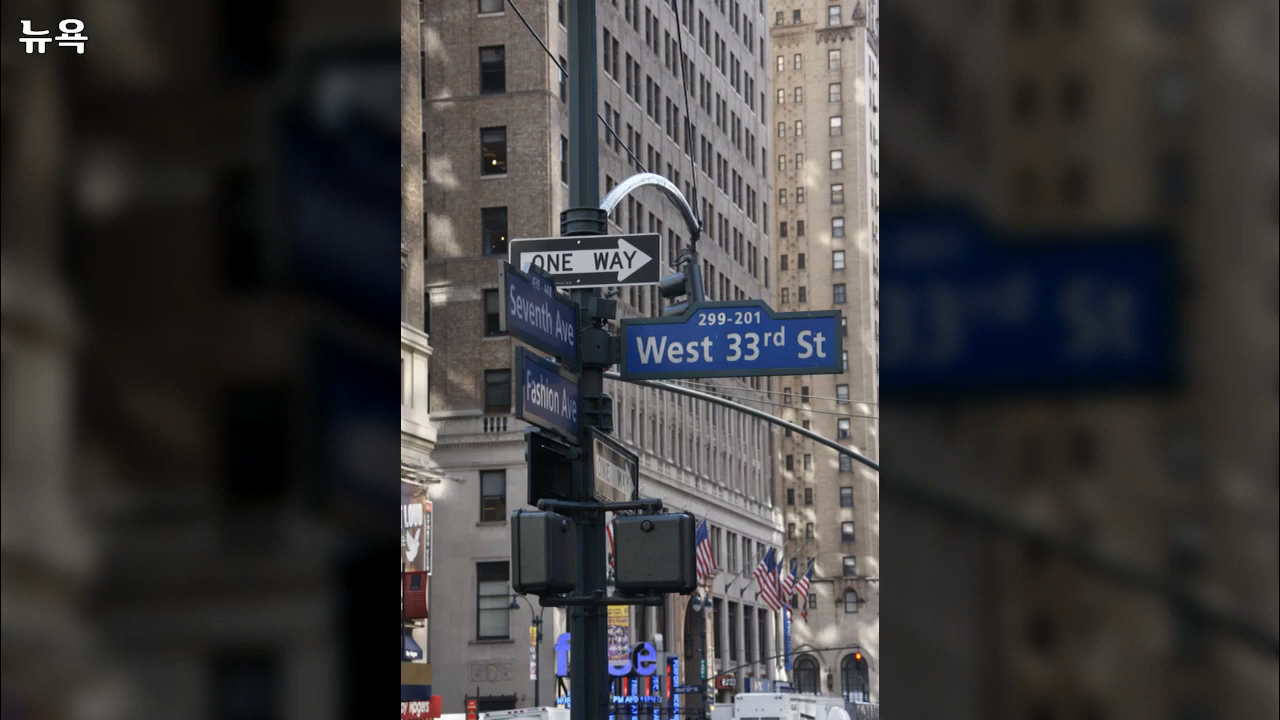 뉴욕
ONE WAY
Seventh Ave
299-201
West 33rd St
Fashion Ave